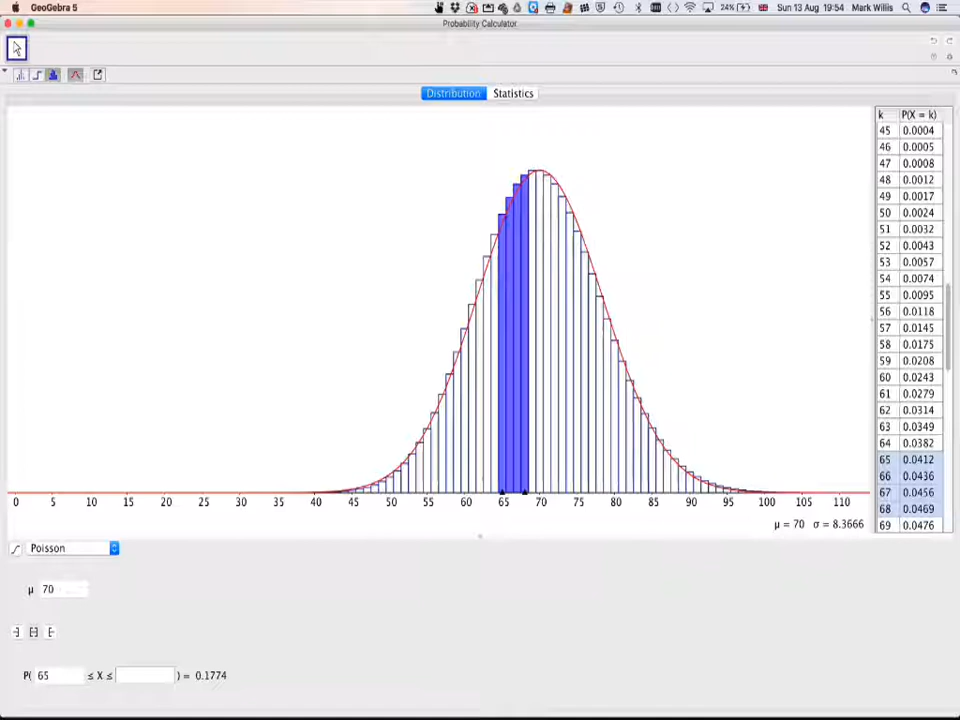 GeoGebra 5 24% Sun 13 Aug 19:54 Mark Willis
Probability Calculator
Distribution Statistics
k P(X = k)
45 0.0004
46 0.0005
47 0.0008
48 0.0012
49 0.0017
50 0.0024
51 0.0032
52 0.0043
53 0.0057
54 0.0074
55 0.0095
56 0.0118
57 0.0145
58 0.0175
59 0.0208
60 0.0243
61 0.0279
62 0.0314
63 0.0349
64 0.0382
65 0.0412
66 0.0436
67 0.0456
68 0.0469
69 0.0476
0 5 10 15 20 25 30 35 40 45 50 55 60 65 70 75 80 85 90 95 100 105 110
μ = 70 σ = 8.3666
Poisson
μ 70
P( 65 ≤ X ≤ ) = 0.1774